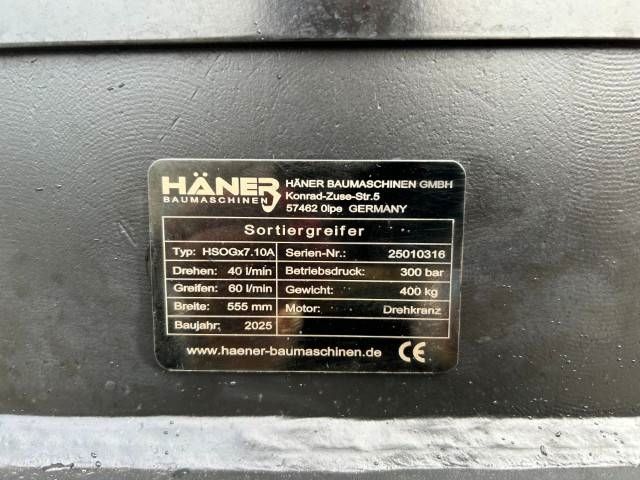 HÄNER
BAUMASCHINEN
HÄNER BAUMASCHINEN GMBH
Konrad-Zuse-Str.5
57462 Olpe GERMANY
Sortiergreifer
Typ: HSOGx7.10A Serien-Nr.: 25010316
Drehen: 40 l/min Betriebsdruck: 300 bar
Greifen: 60 l/min Gewicht: 400 kg
Breite: 555 mm Motor: Drehkranz
Baujahr: 2025
www.haener-baumaschinen.de CE